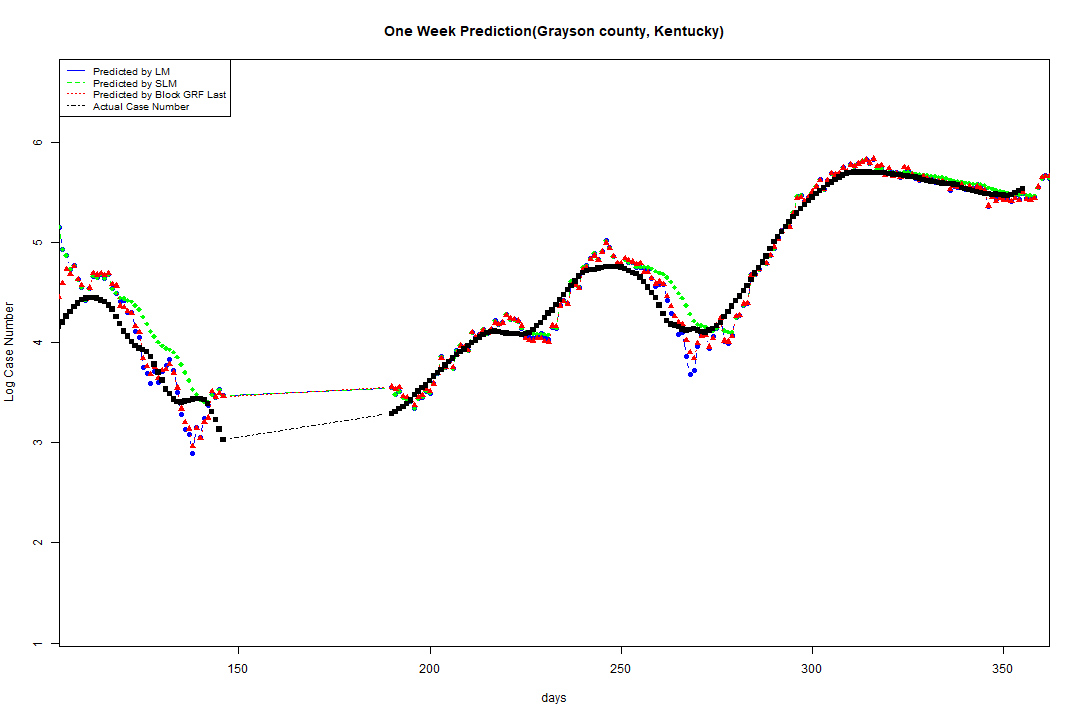 One Week Prediction(Grayson county, Kentucky)
Predicted by LM
Predicted by SLM
Predicted by Block GRF Last
Actual Case Number
6
5
4
3
2
1
Log Case Number
150 200 250 300 350
days